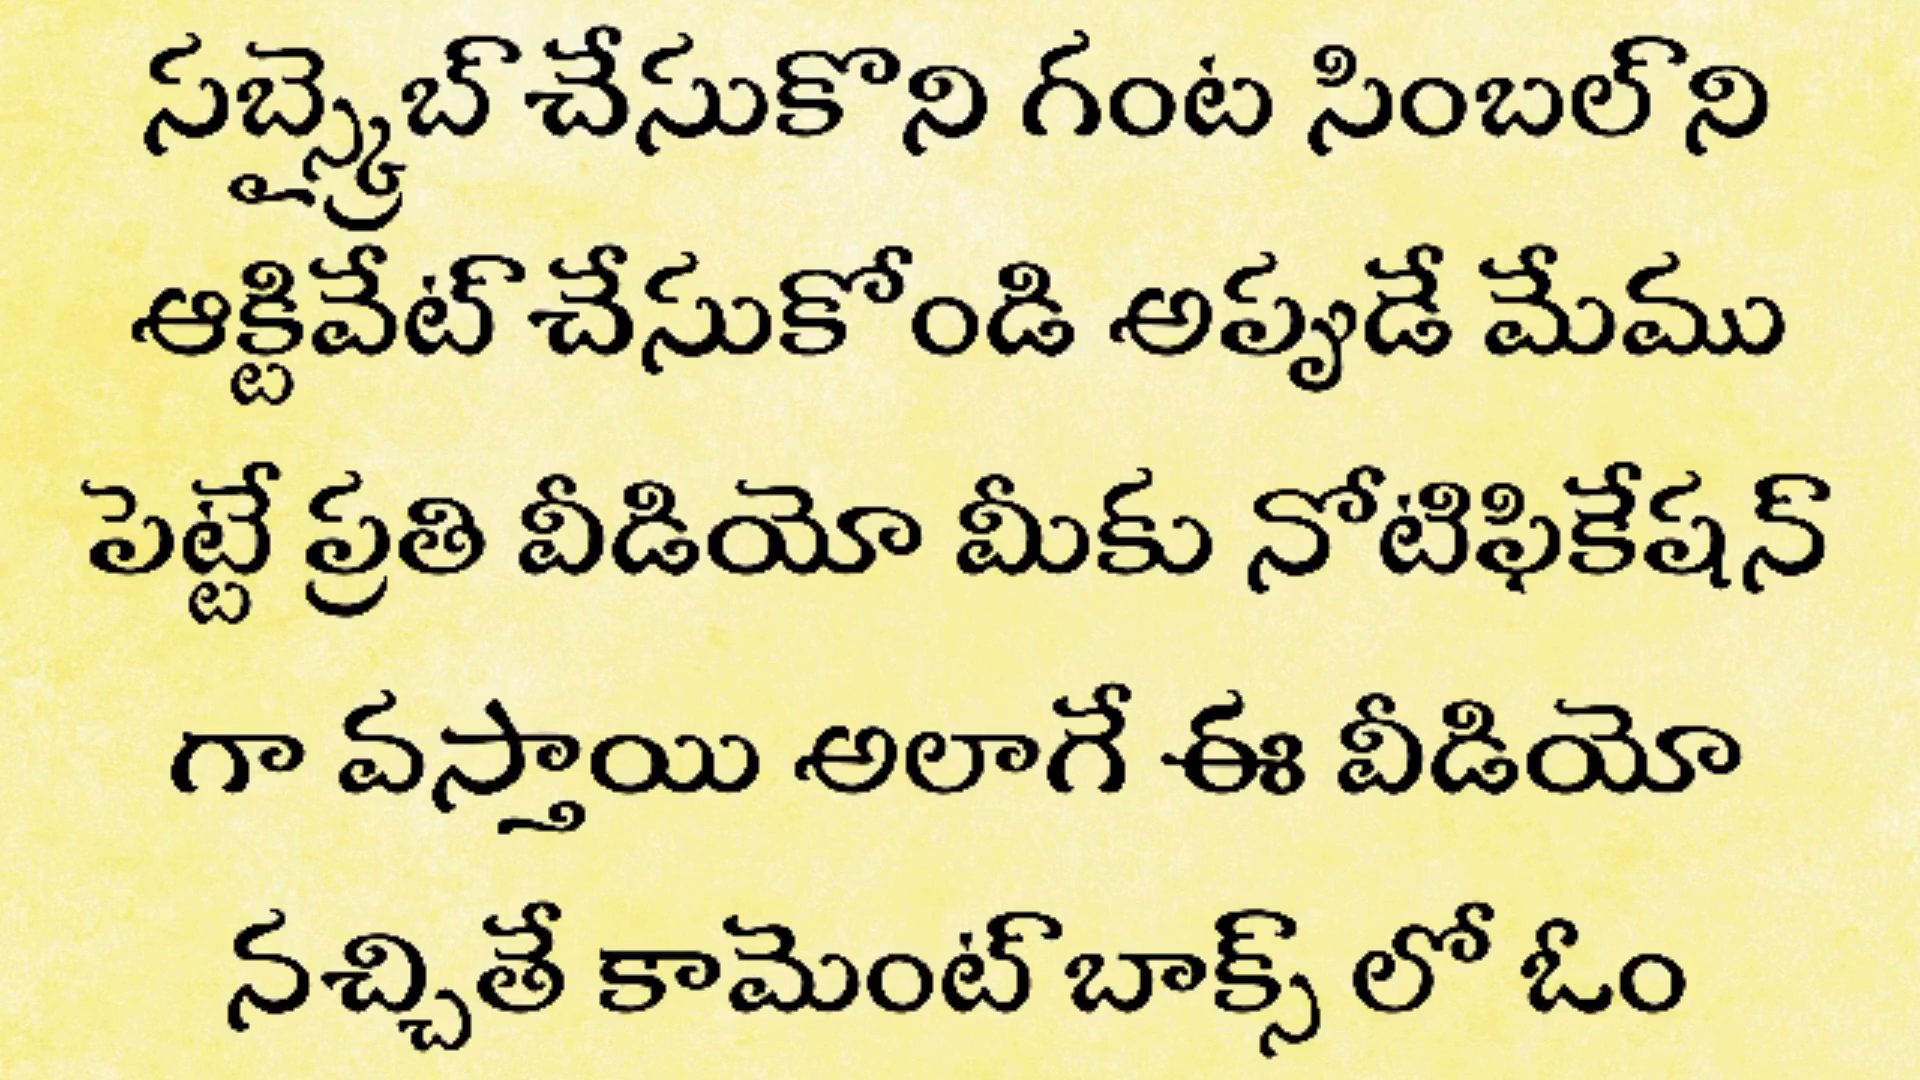 సబ్స్క్రైబ్ చేసుకొని గంట సింబల్ ని
ఆక్టివేట్ చేసుకోండి అప్పుడే మేము
పెట్టే ప్రతి వీడియో మీకు నోటిఫికేషన్
గా వస్తాయి అలాగే ఈ వీడియో
నచ్చితే కామెంట్ బాక్స్ లో ఓం